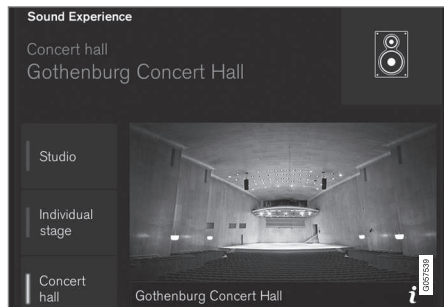 Sound Experience
Concert hall
Gothenburg Concert Hall
Studio
Individual
stage
Concert
hall
Gothenburg Concert Hall
i
G057539